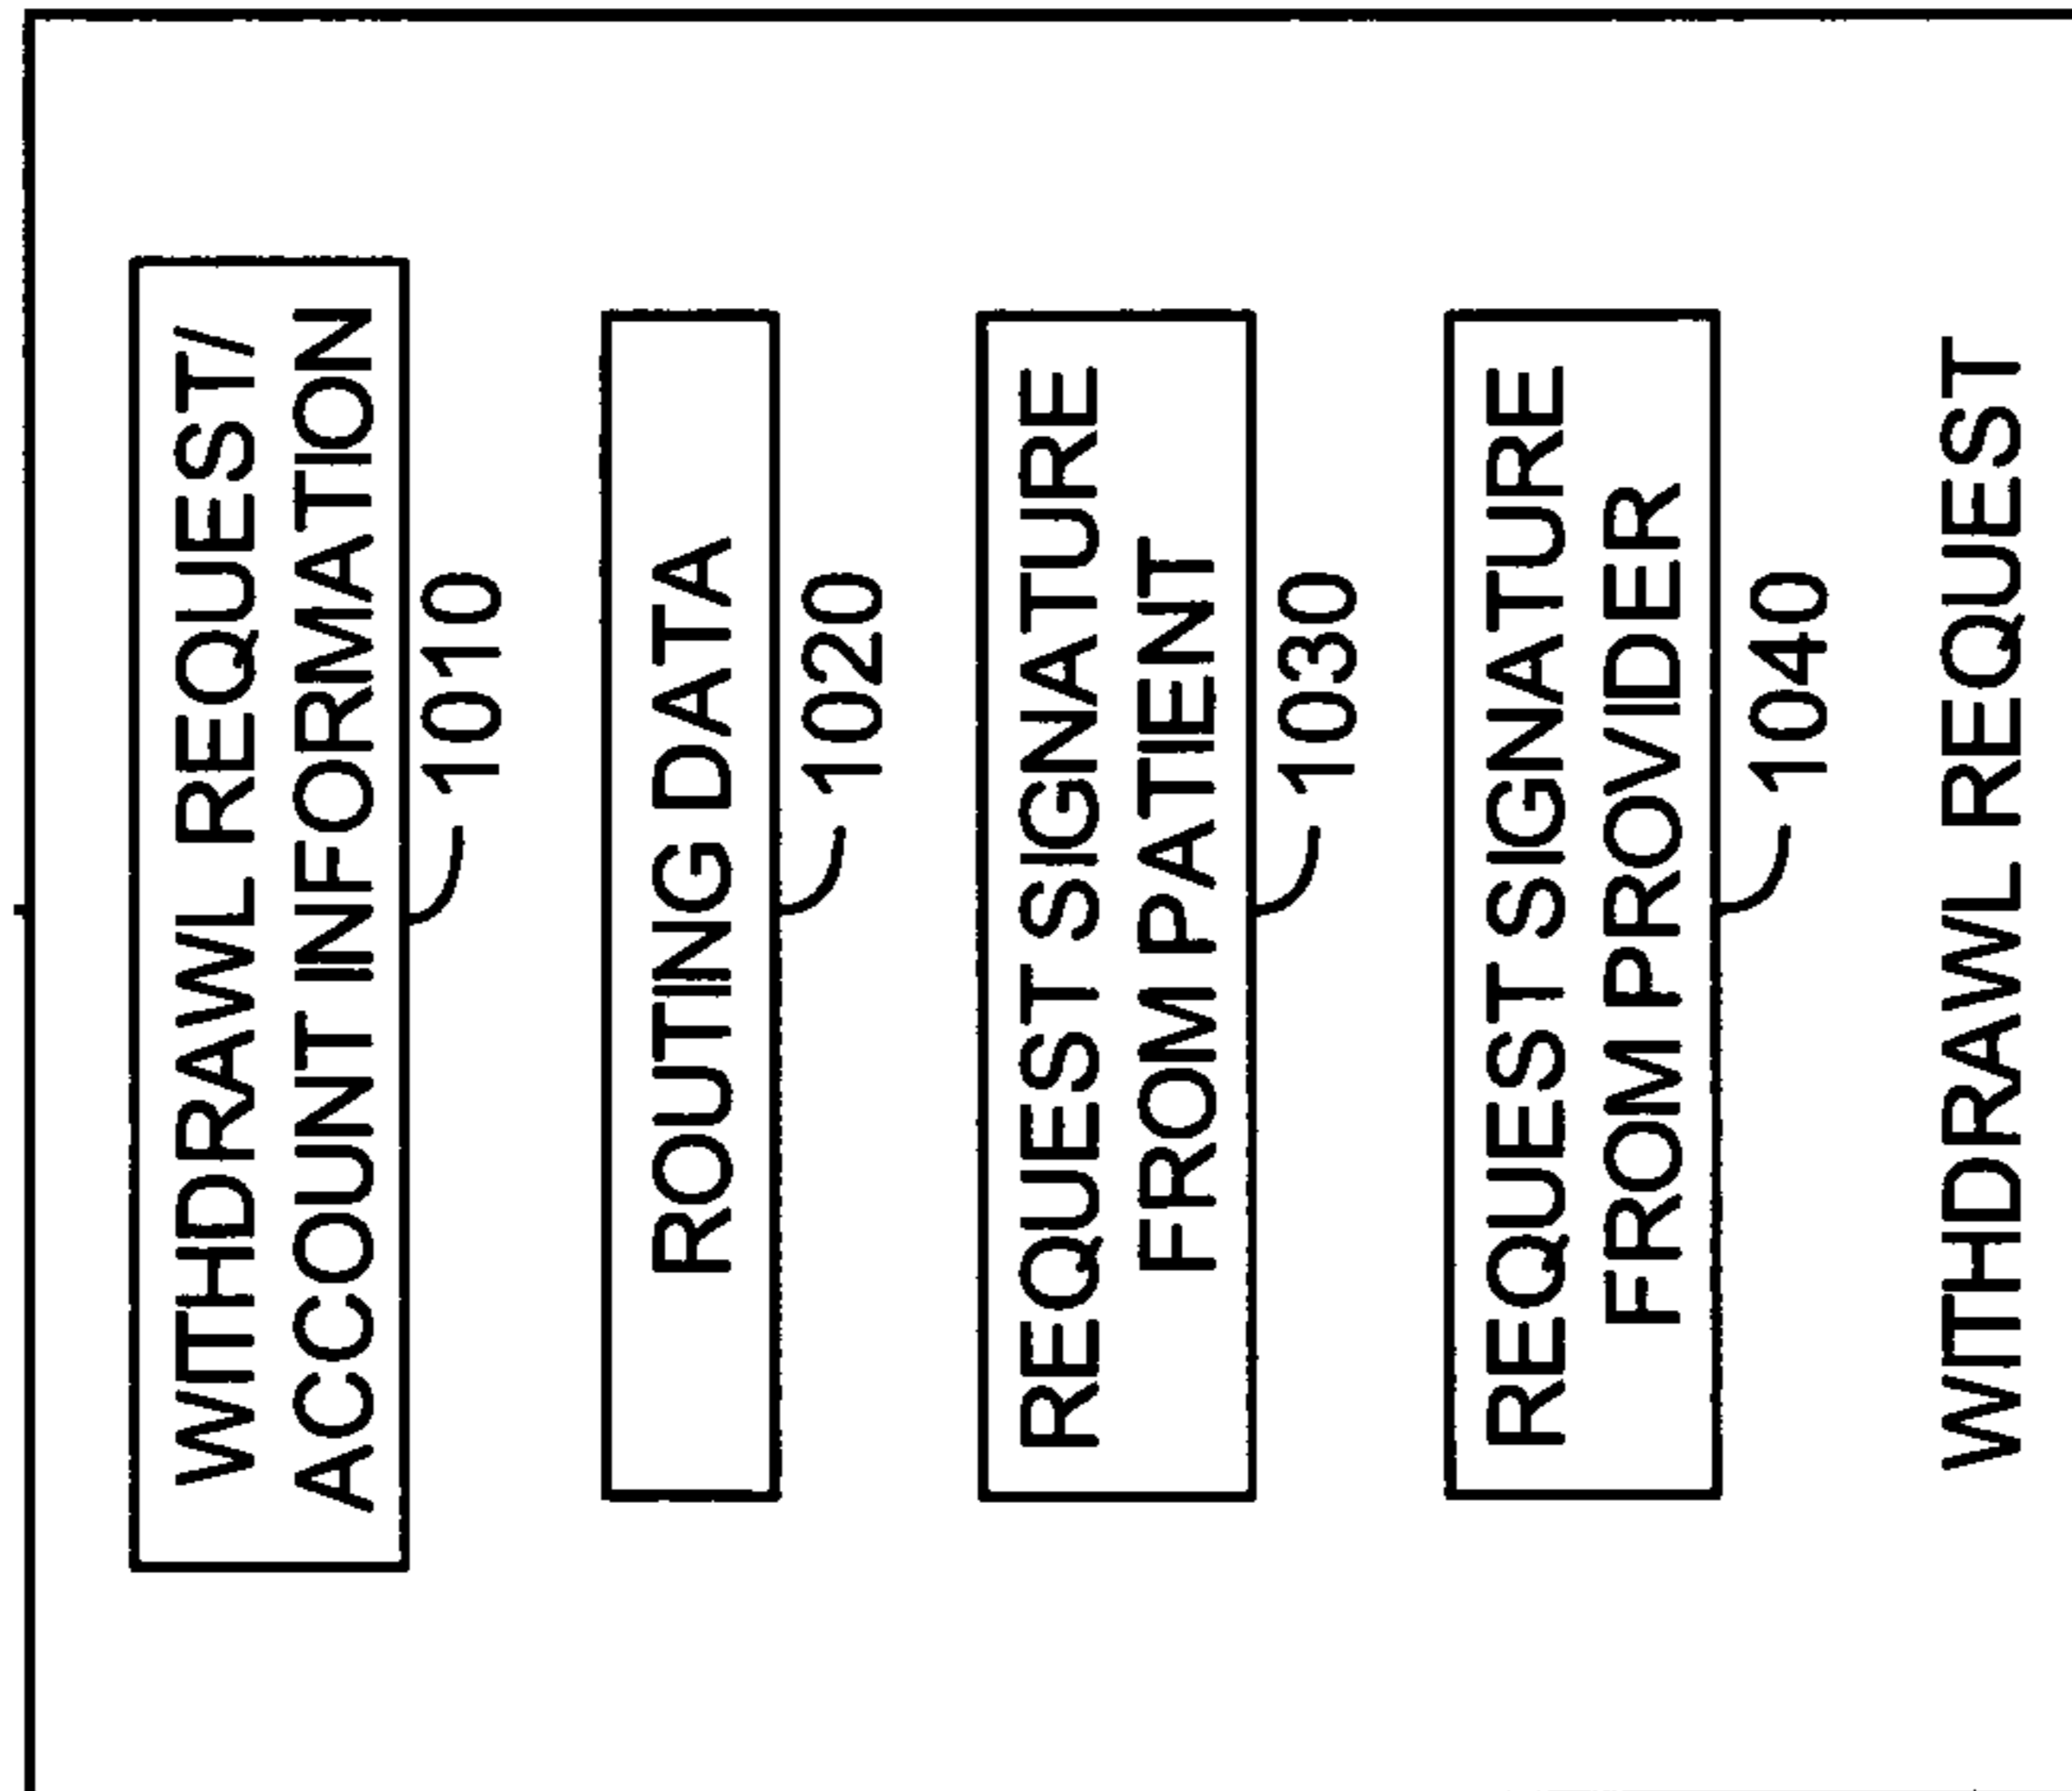 WITHDRAWL REQUEST/
ACCOUNT INFORMATION
1010
ROUTING DATA
1020
REQUEST SIGNATURE
FROM PATIENT
1030
REQUEST SIGNATURE
FROM PROVIDER
1040
WITHDRAWL REQUEST